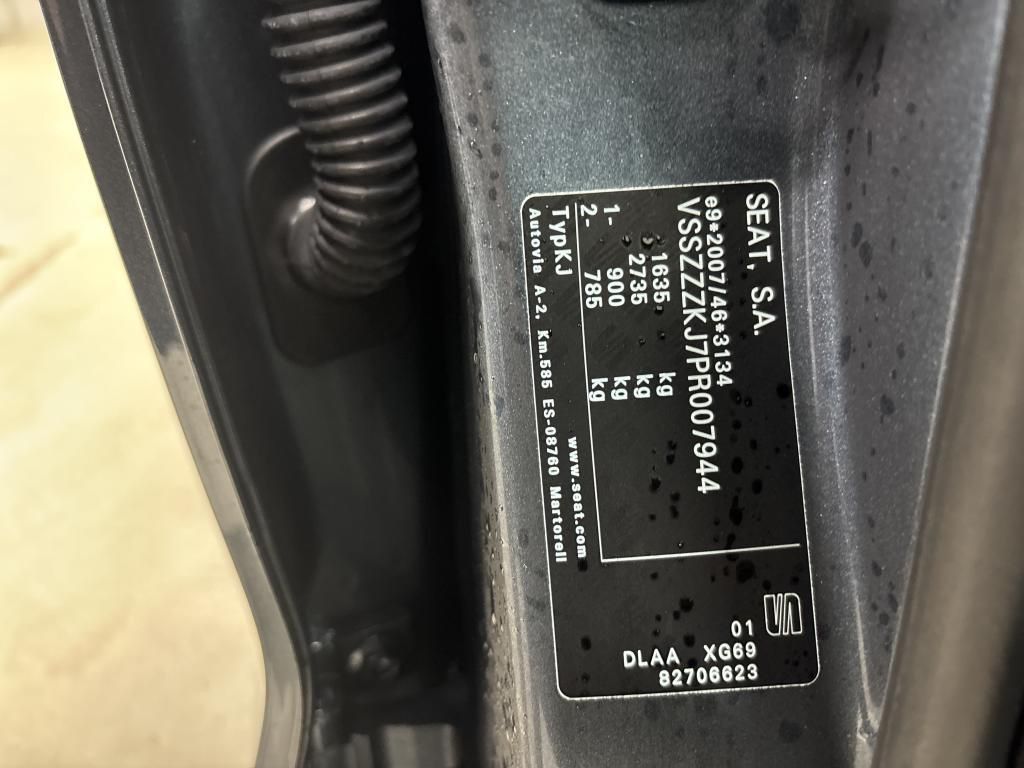 SEAT, S.A.
e9*2007/46*3134
VSSZZZKJ7PR007944
1635 kg
2735 kg
1- 900 kg
2- 785 kg
TypKJ www.seat.com
Autovia A-2, Km.585 ES-08760 Martorell
01
DLAA XG69
82706623